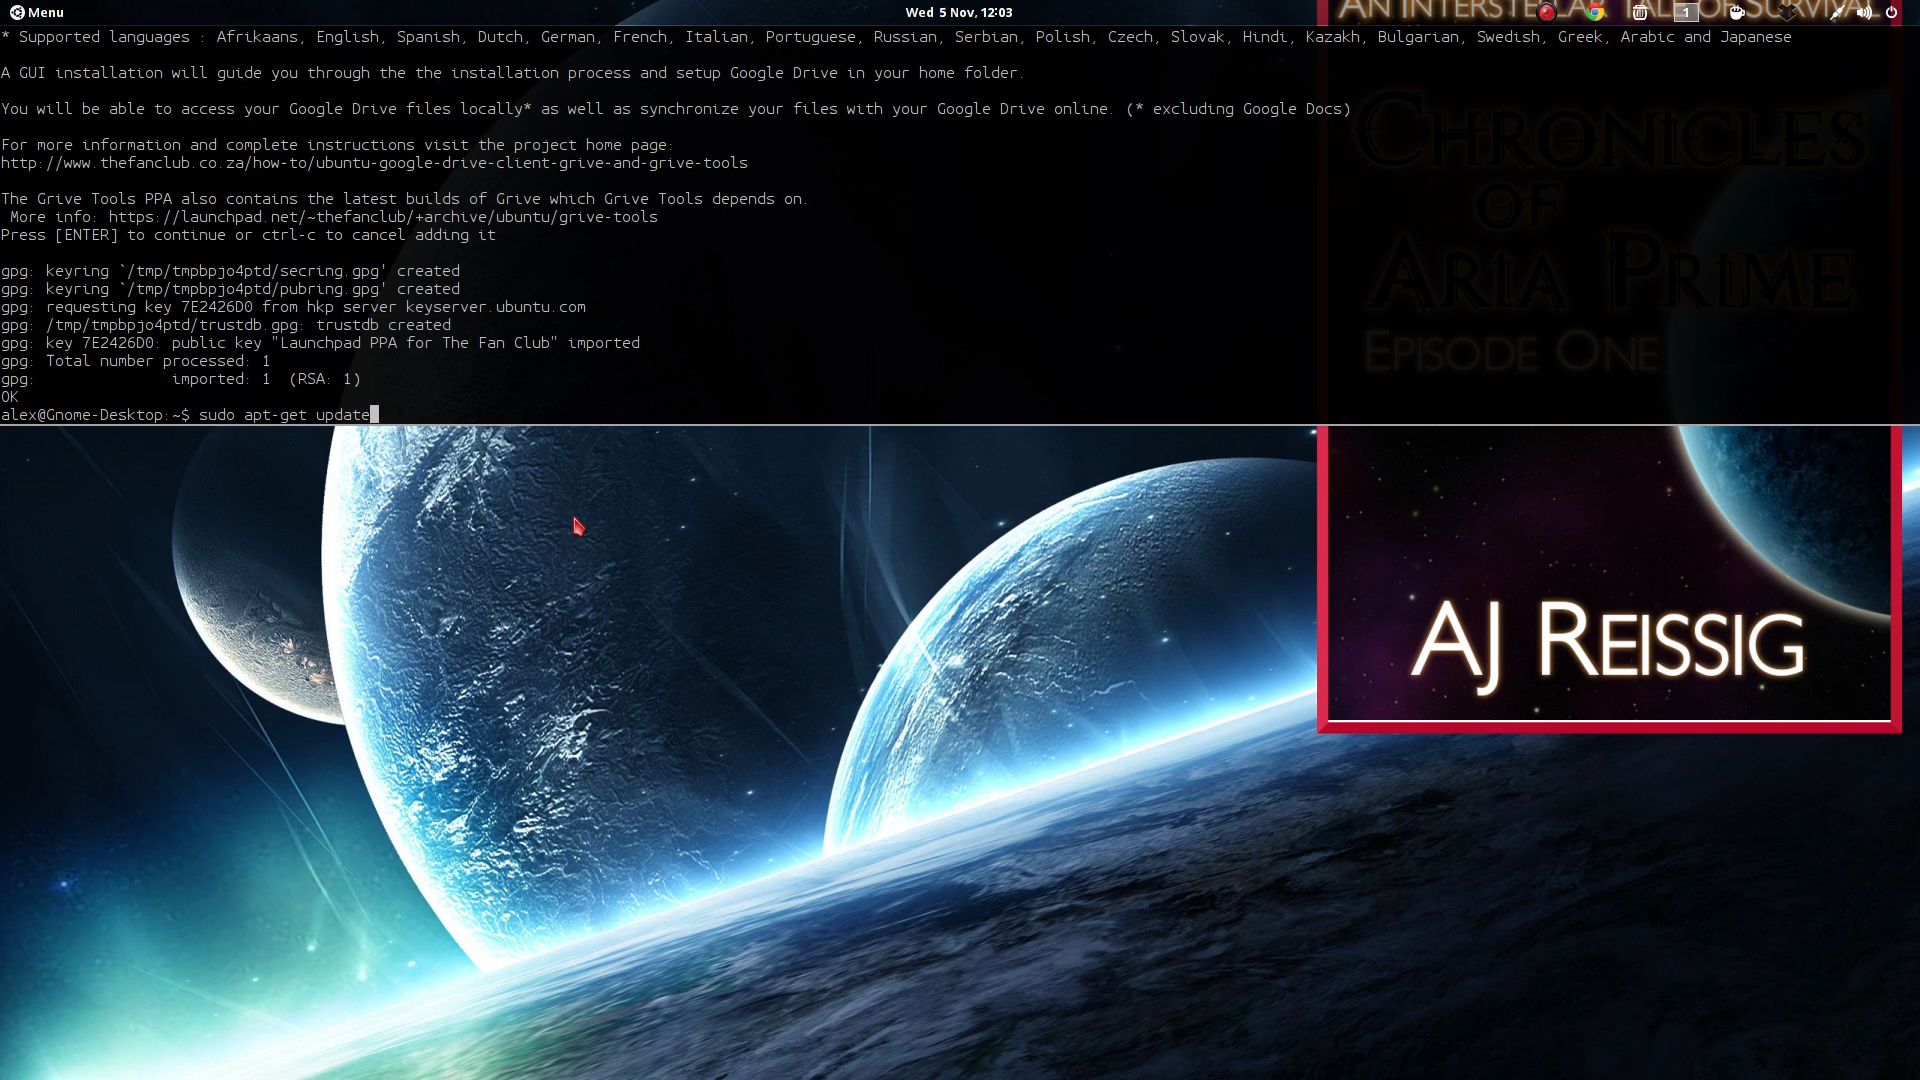 Menu
Wed 5 Nov, 12:03
1
AN INTERSTELLAR TALE OF SURVIVAL
* Supported languages : Afrikaans, English, Spanish, Dutch, German, French, Italian, Portuguese, Russian, Serbian, Polish, Czech, Slovak, Hindi, Kazakh, Bulgarian, Swedish, Greek, Arabic and Japanese
A GUI installation will guide you through the the installation process and setup Google Drive in your home folder.
You will be able to access your Google Drive files locally* as well as synchronize your files with your Google Drive online. (* excluding Google Docs)
For more information and complete instructions visit the project home page:
http://www.thefanclub.co.za/how-to/ubuntu-google-drive-client-grive-and-grive-tools
The Grive Tools PPA also contains the latest builds of Grive which Grive Tools depends on.
More info: https://launchpad.net/~thefanclub/+archive/ubuntu/grive-tools
Press [ENTER] to continue or ctrl-c to cancel adding it
gpg: keyring `/tmp/tmpbpjo4ptd/secring.gpg' created
gpg: keyring `/tmp/tmpbpjo4ptd/pubring.gpg' created
gpg: requesting key 7E2426D0 from hkp server keyserver.ubuntu.com
gpg: /tmp/tmpbpjo4ptd/trustdb.gpg: trustdb created
gpg: key 7E2426D0: public key "Launchpad PPA for The Fan Club" imported
gpg: Total number processed: 1
gpg:               imported: 1  (RSA: 1)
OK
alex@Gnome-Desktop:~$ sudo apt-get update
CHRONICLES
OF
ARIA PRIME
EPISODE ONE
AJ REISSIG